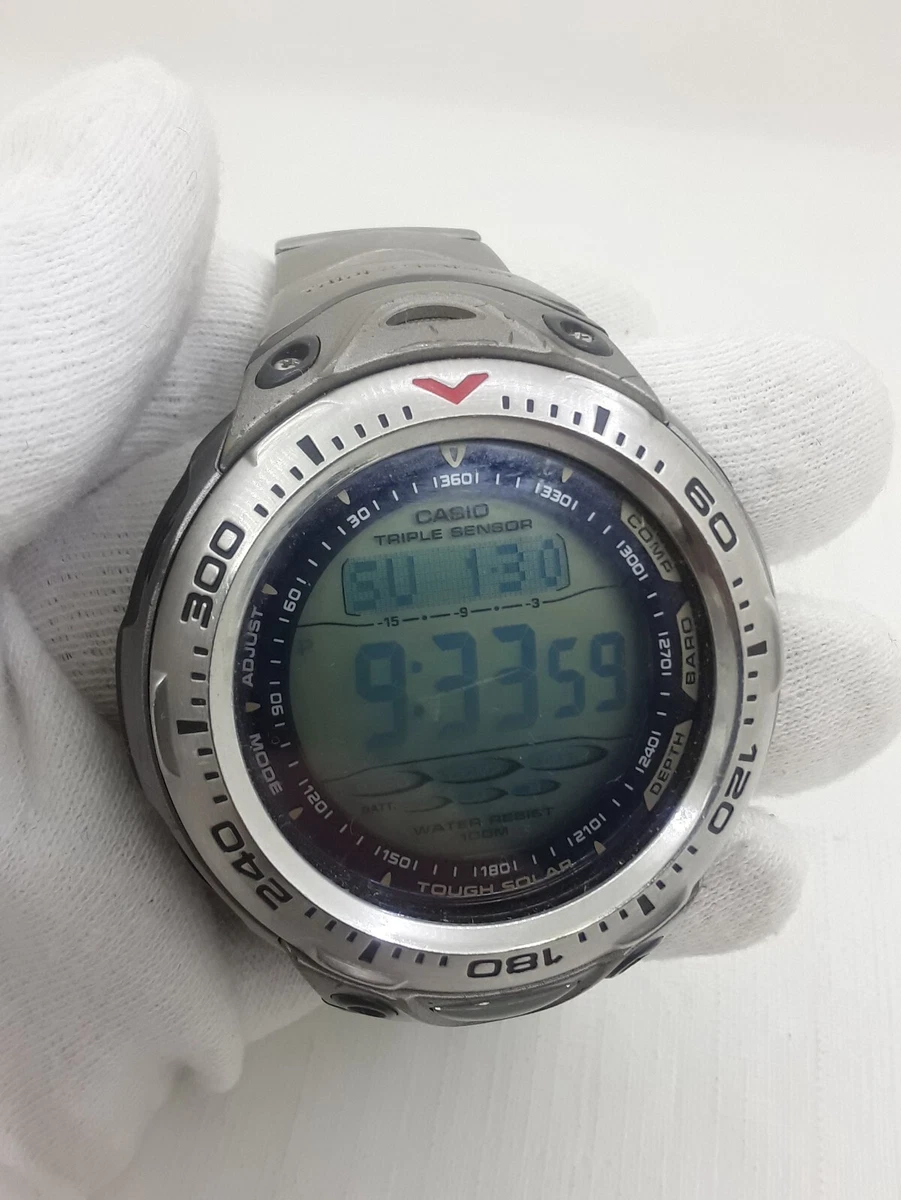 CASIO
TRIPLE SENSOR
SU 1-30
-15 -9 -3
P
9:33 59
BATT.
WATER RESIST
100M
TOUGH SOLAR
360
330
300
270
240
210
180
150
120
90
60
30
COMP
BARO
DEPTH
ADJUST
MODE
60
120
180
240
300